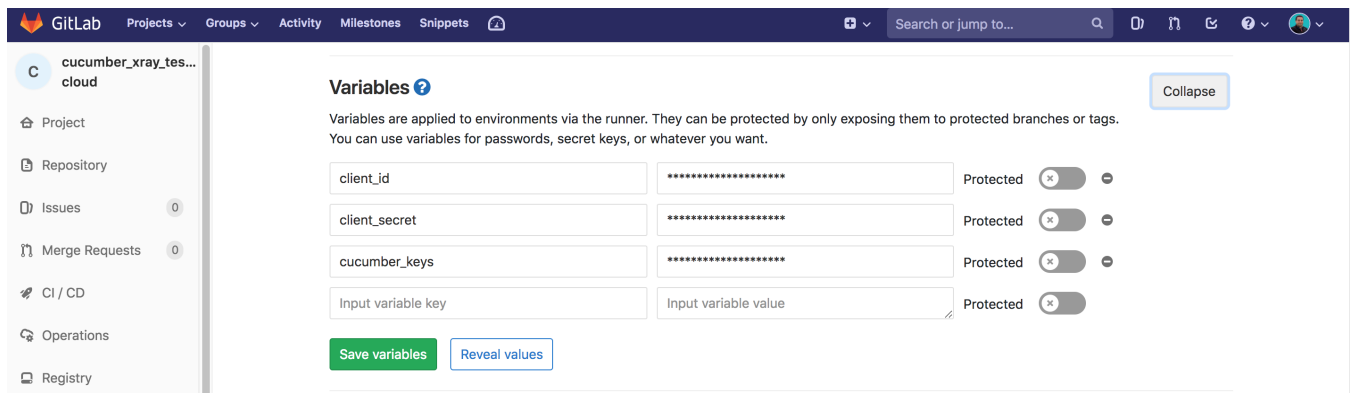 GitLab Projects Groups Activity Milestones Snippets Search or jump to...
C cucumber_xray_tes...
cloud
Project
Repository
Issues 0
Merge Requests 0
CI / CD
Operations
Registry
Variables ?
Collapse
Variables are applied to environments via the runner. They can be protected by only exposing them to protected branches or tags.
You can use variables for passwords, secret keys, or whatever you want.
client_id ******************** Protected
client_secret ******************** Protected
cucumber_keys ******************** Protected
Input variable key Input variable value Protected
Save variables Reveal values